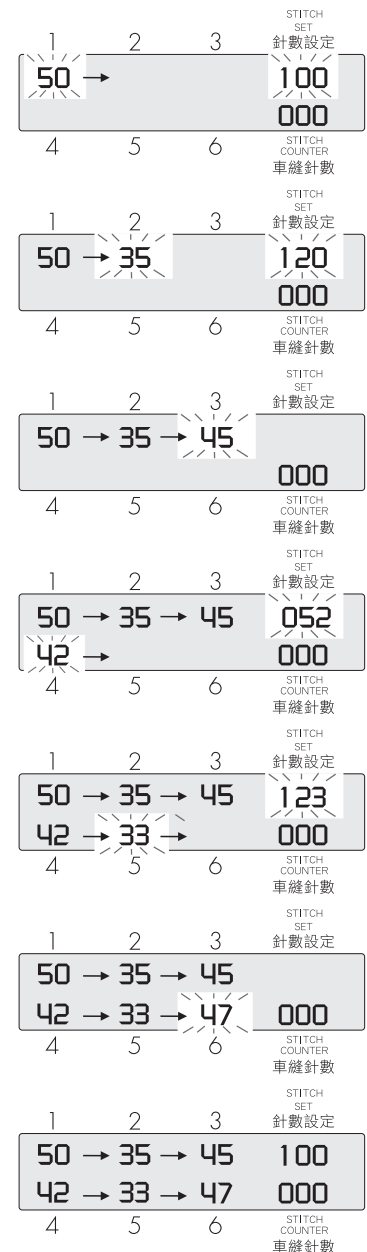 STITCH
SET
1 2 3 針數設定
50 → 100
000
4 5 6 STITCH
COUNTER
車縫針數
STITCH
SET
1 2 3 針數設定
50 → 35 120
000
4 5 6 STITCH
COUNTER
車縫針數
STITCH
SET
1 2 3 針數設定
50 → 35 → 45
000
4 5 6 STITCH
COUNTER
車縫針數
STITCH
SET
1 2 3 針數設定
50 → 35 → 45 052
42 → 000
4 5 6 STITCH
COUNTER
車縫針數
STITCH
SET
1 2 3 針數設定
50 → 35 → 45 123
42 → 33 → 000
4 5 6 STITCH
COUNTER
車縫針數
STITCH
SET
1 2 3 針數設定
50 → 35 → 45
42 → 33 → 47 000
4 5 6 STITCH
COUNTER
車縫針數
STITCH
SET
1 2 3 針數設定
50 → 35 → 45 100
42 → 33 → 47 000
4 5 6 STITCH
COUNTER
車縫針數